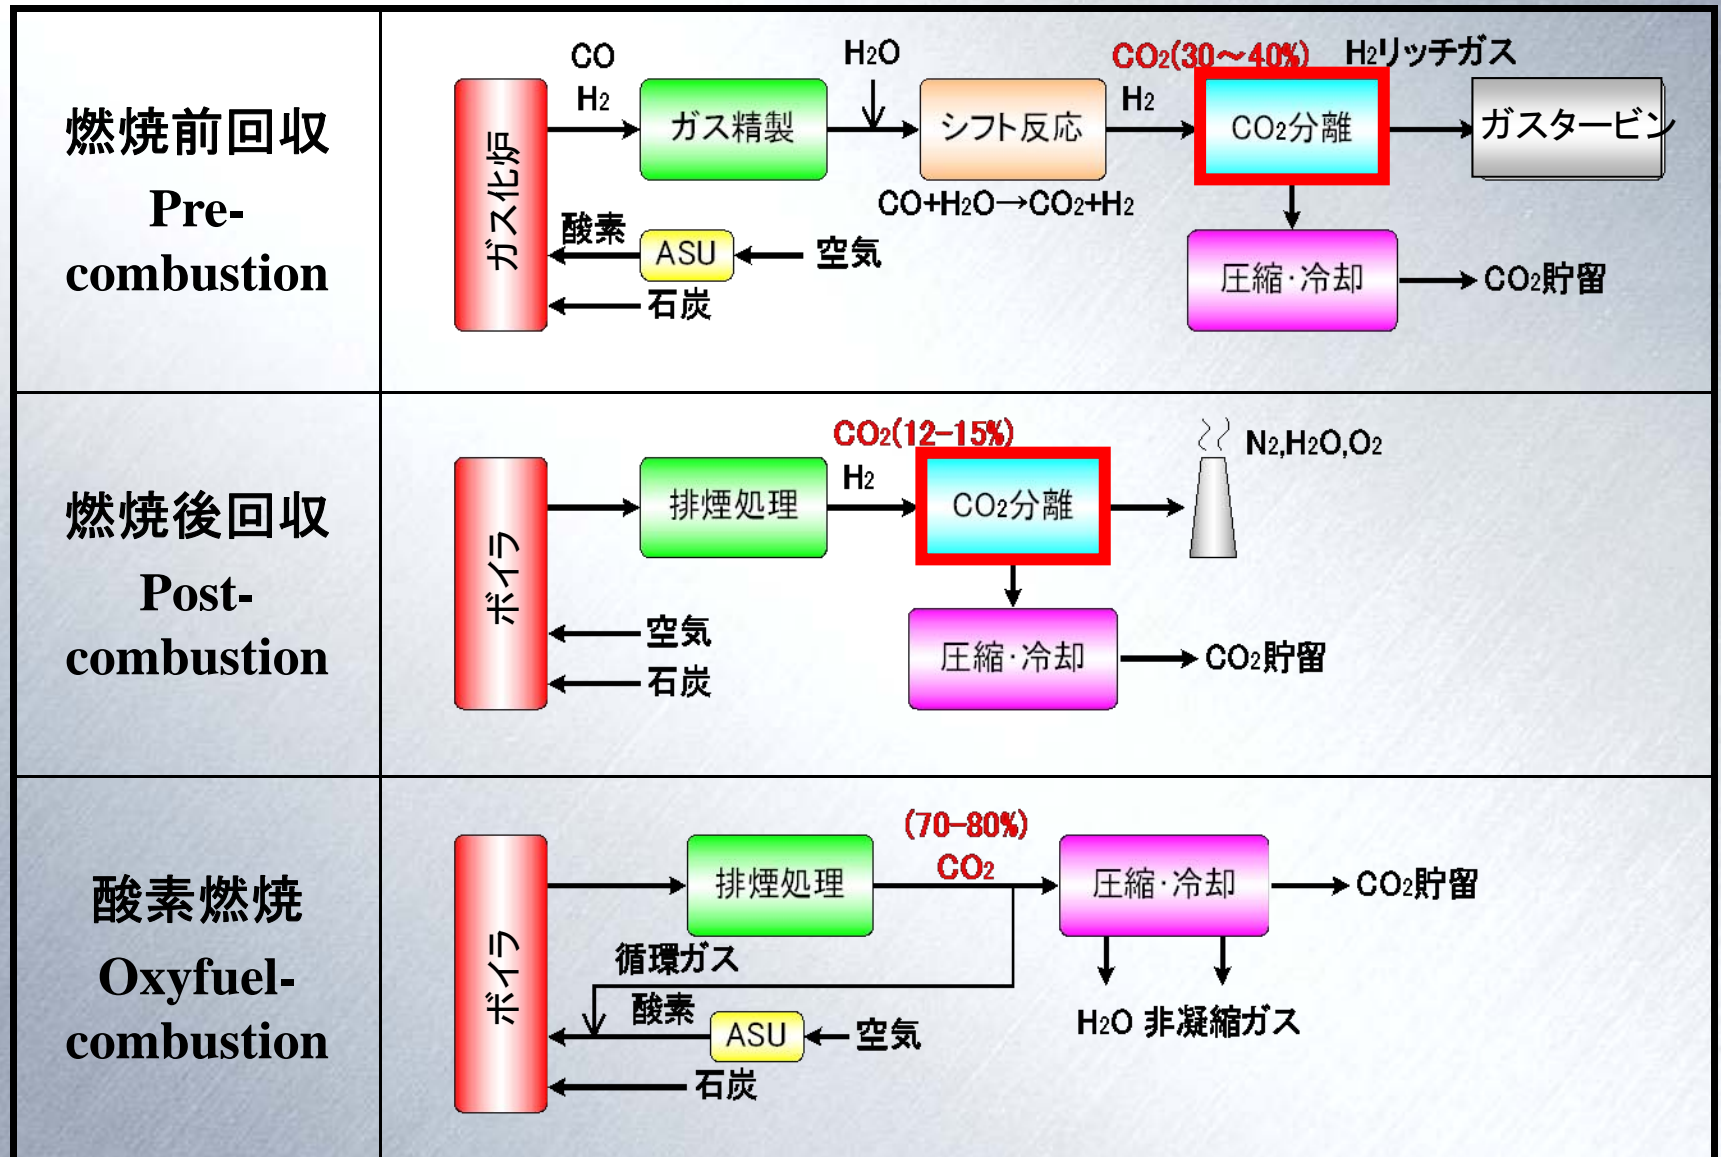 燃焼前回収
Pre-
combustion
CO
H2
H2O
CO2(30～40%)
H2
H2リッチガス
ガス化炉
ガス精製
シフト反応
CO2分離
ガスタービン
CO+H2O→CO2+H2
酸素
ASU
空気
石炭
圧縮・冷却
CO2貯留
燃焼後回収
Post-
combustion
CO2(12-15%)
H2
N2,H2O,O2
ボイラ
排煙処理
CO2分離
空気
石炭
圧縮・冷却
CO2貯留
酸素燃焼
Oxyfuel-
combustion
(70-80%)
CO2
ボイラ
排煙処理
圧縮・冷却
CO2貯留
循環ガス
酸素
ASU
空気
石炭
H2O 非凝縮ガス